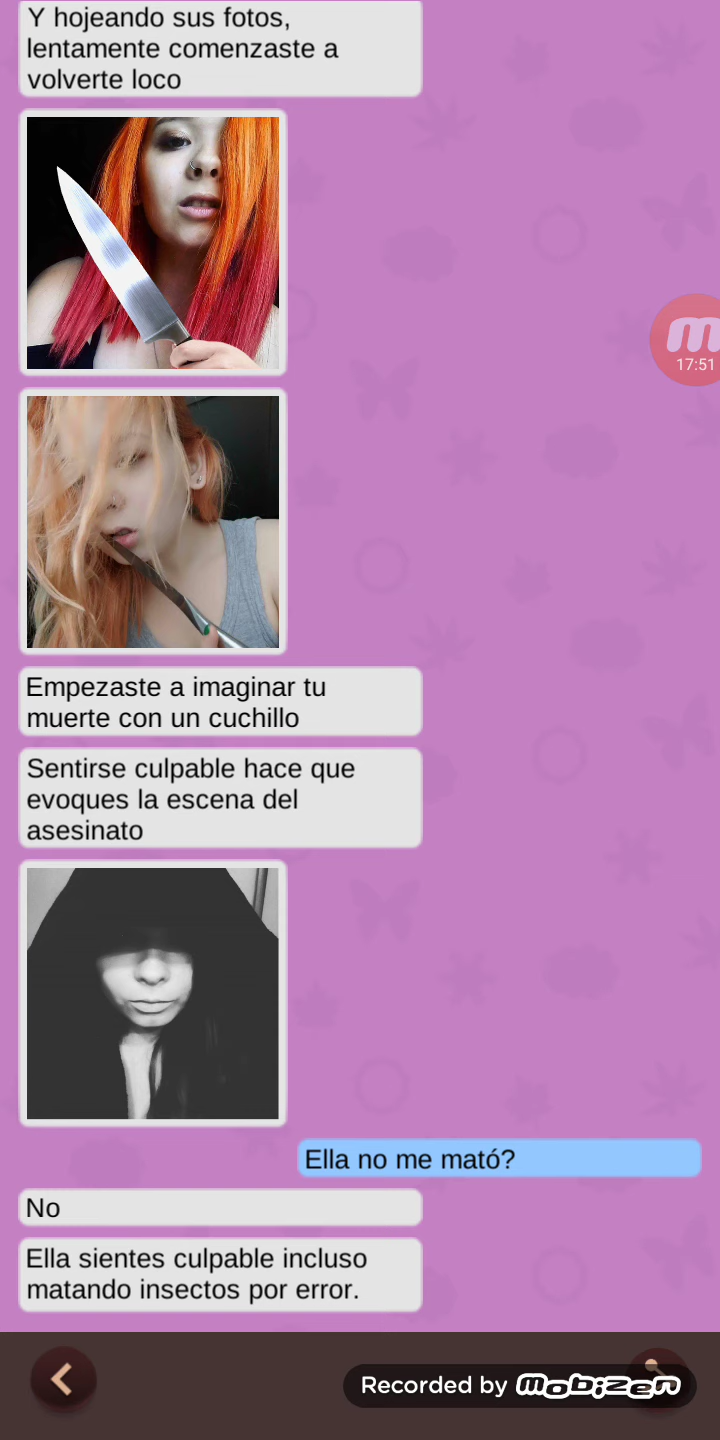 Y hojeando sus fotos,
lentamente comenzaste a
volverte loco
17:51
Empezaste a imaginar tu
muerte con un cuchillo
Sentirse culpable hace que
evoques la escena del
asesinato
Ella no me mató?
No
Ella sientes culpable incluso
matando insectos por error.
Recorded by mobizen